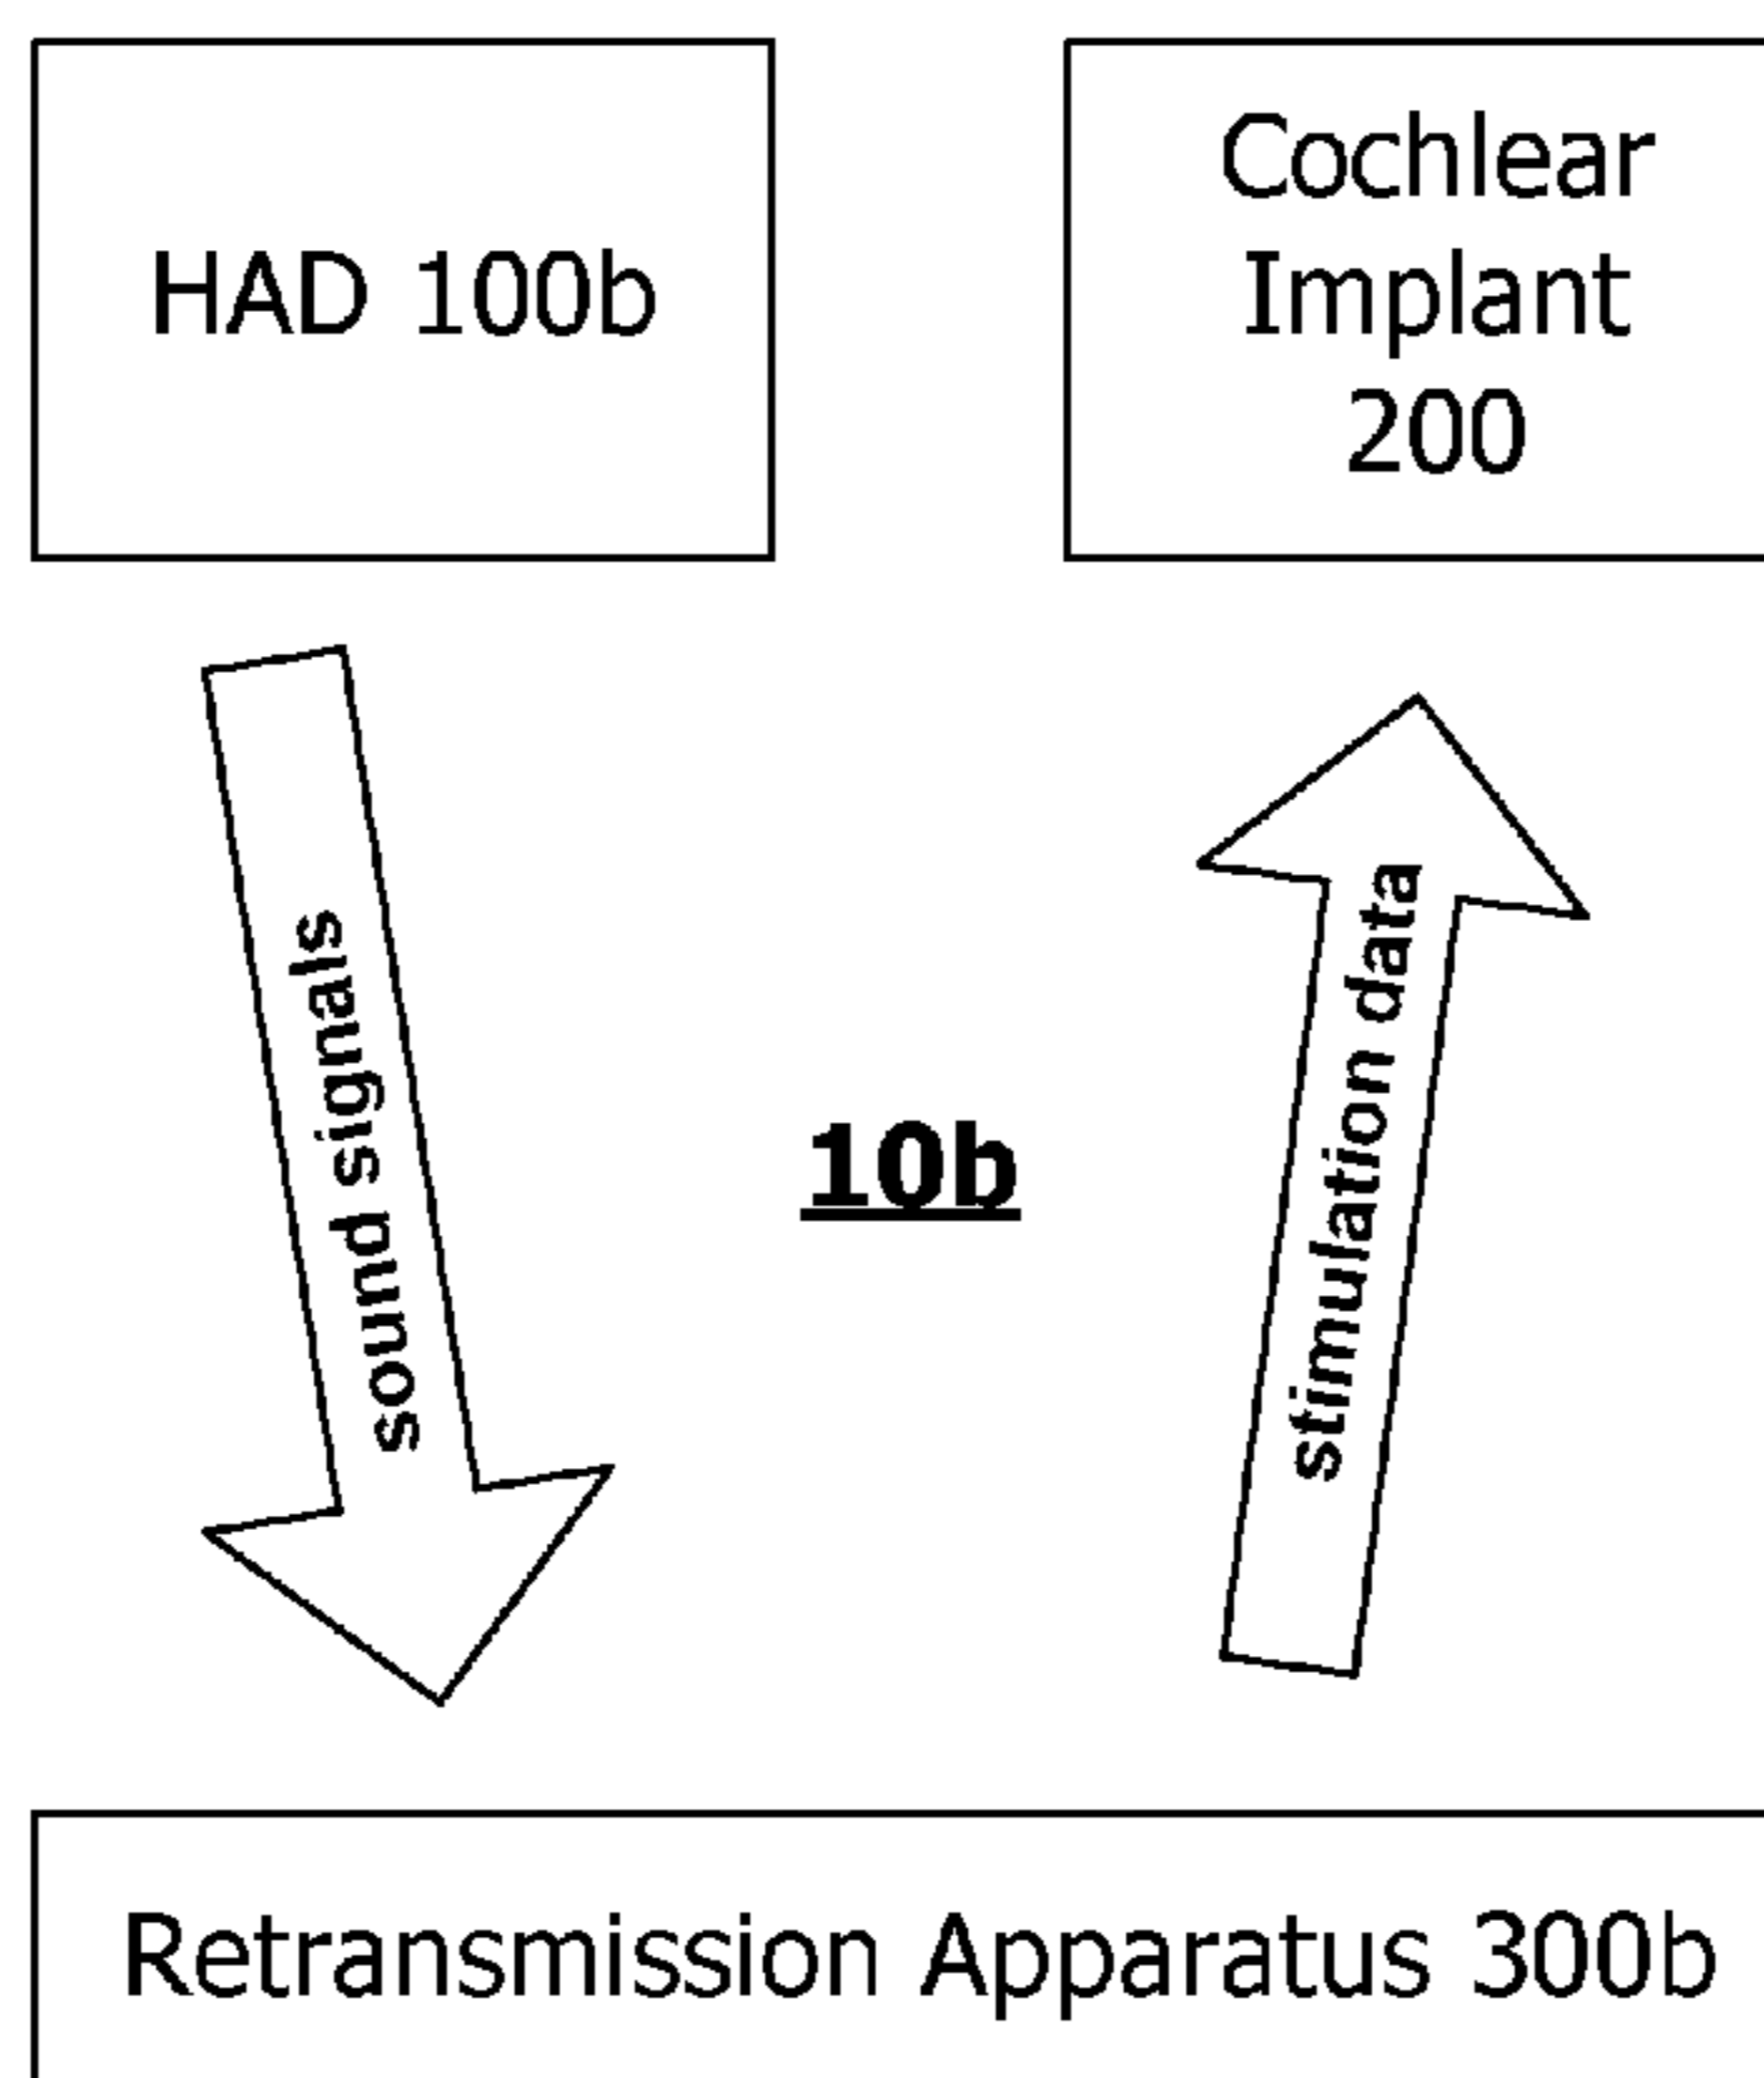 HAD 100b
Cochlear
Implant
200
sound signals
10b
stimulation data
Retransmission Apparatus 300b